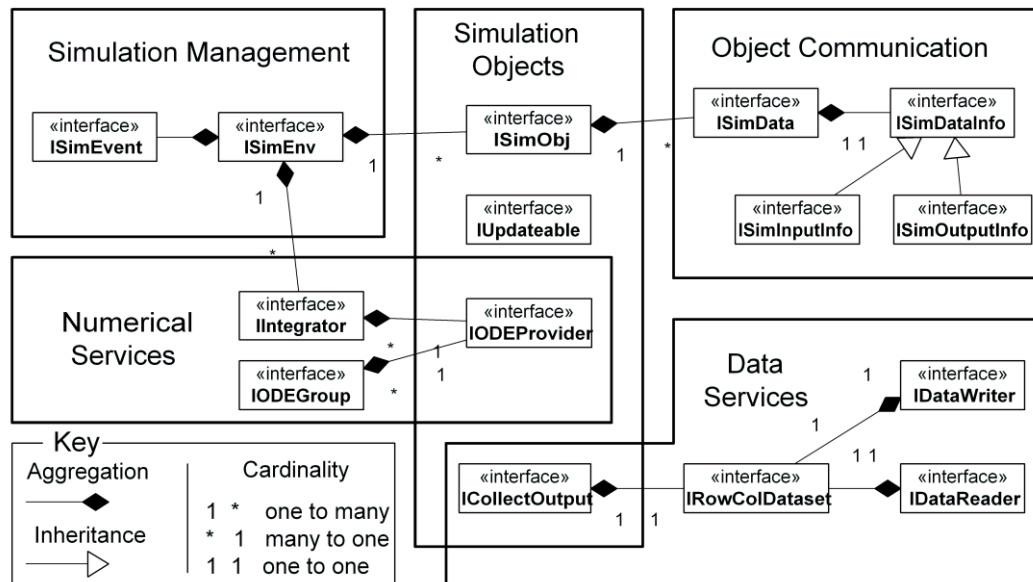 Simulation Management
«interface»
ISimEvent
«interface»
ISimEnv
1
1
*
Simulation
Objects
«interface»
ISimObj
*
1
«interface»
IUpdateable
Object Communication
«interface»
ISimData
*
«interface»
ISimDataInfo
1 1
«interface»
ISimInputInfo
«interface»
ISimOutputInfo
Numerical
Services
«interface»
IIntegrator
*
«interface»
IODEGroup
*
«interface»
IODEProvider
1
1
Data
Services
1
«interface»
IDataWriter
1
1 1
«interface»
ICollectOutput
1 1
«interface»
IRowColDataset
«interface»
IDataReader
Key
Aggregation
Inheritance
Cardinality
1 * one to many
* 1 many to one
1 1 one to one